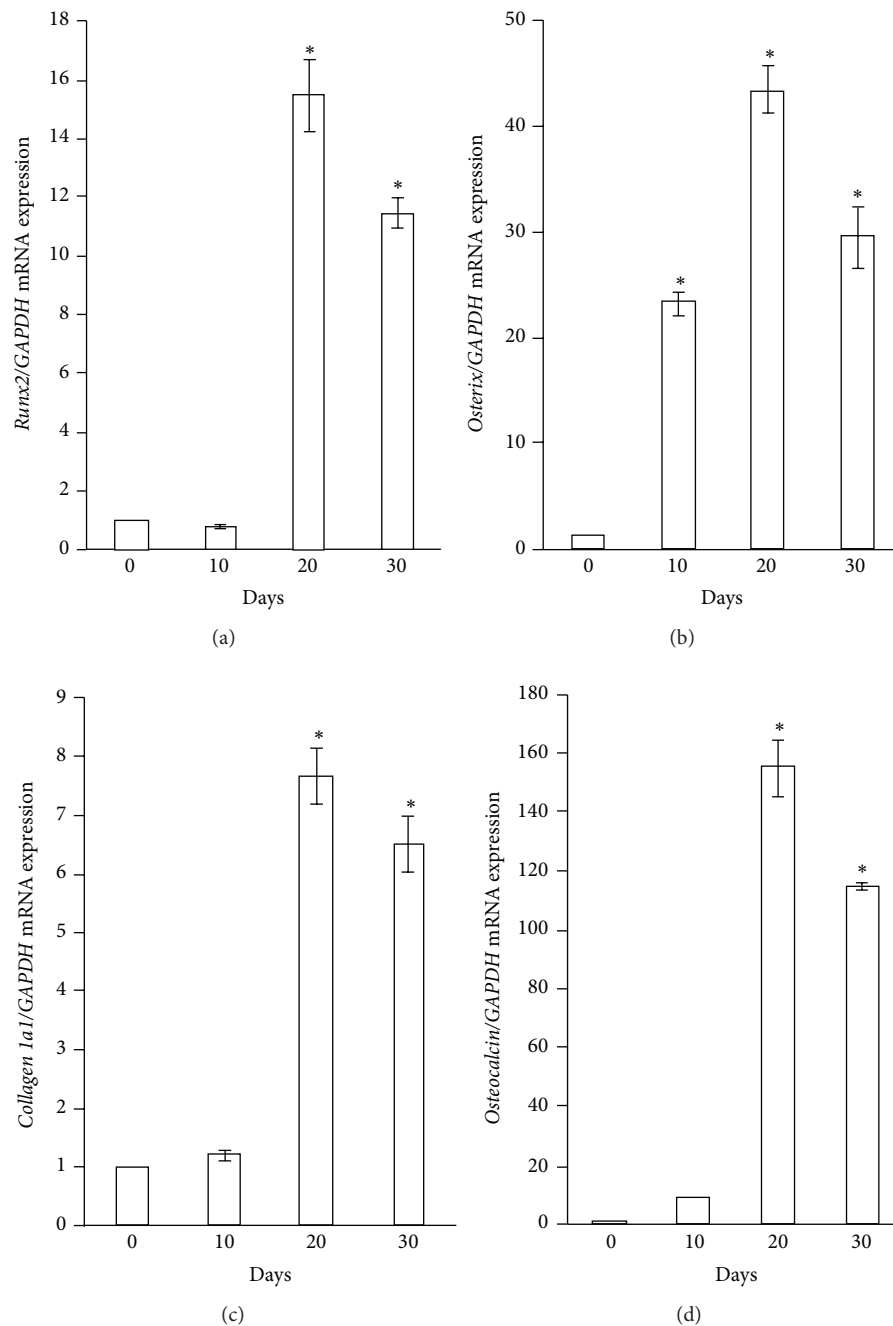 18
16
14
12
10
8
6
4
2
0
Runx2/GAPDH mRNA expression
*
*
0 10 20 30
Days
(a)
50
40
30
20
10
0
Osterix/GAPDH mRNA expression
*
*
*
0 10 20 30
Days
(b)
9
8
7
6
5
4
3
2
1
0
Collagen 1a1/GAPDH mRNA expression
*
*
0 10 20 30
Days
(c)
180
160
140
120
100
80
60
40
20
0
Osteocalcin/GAPDH mRNA expression
*
*
0 10 20 30
Days
(d)